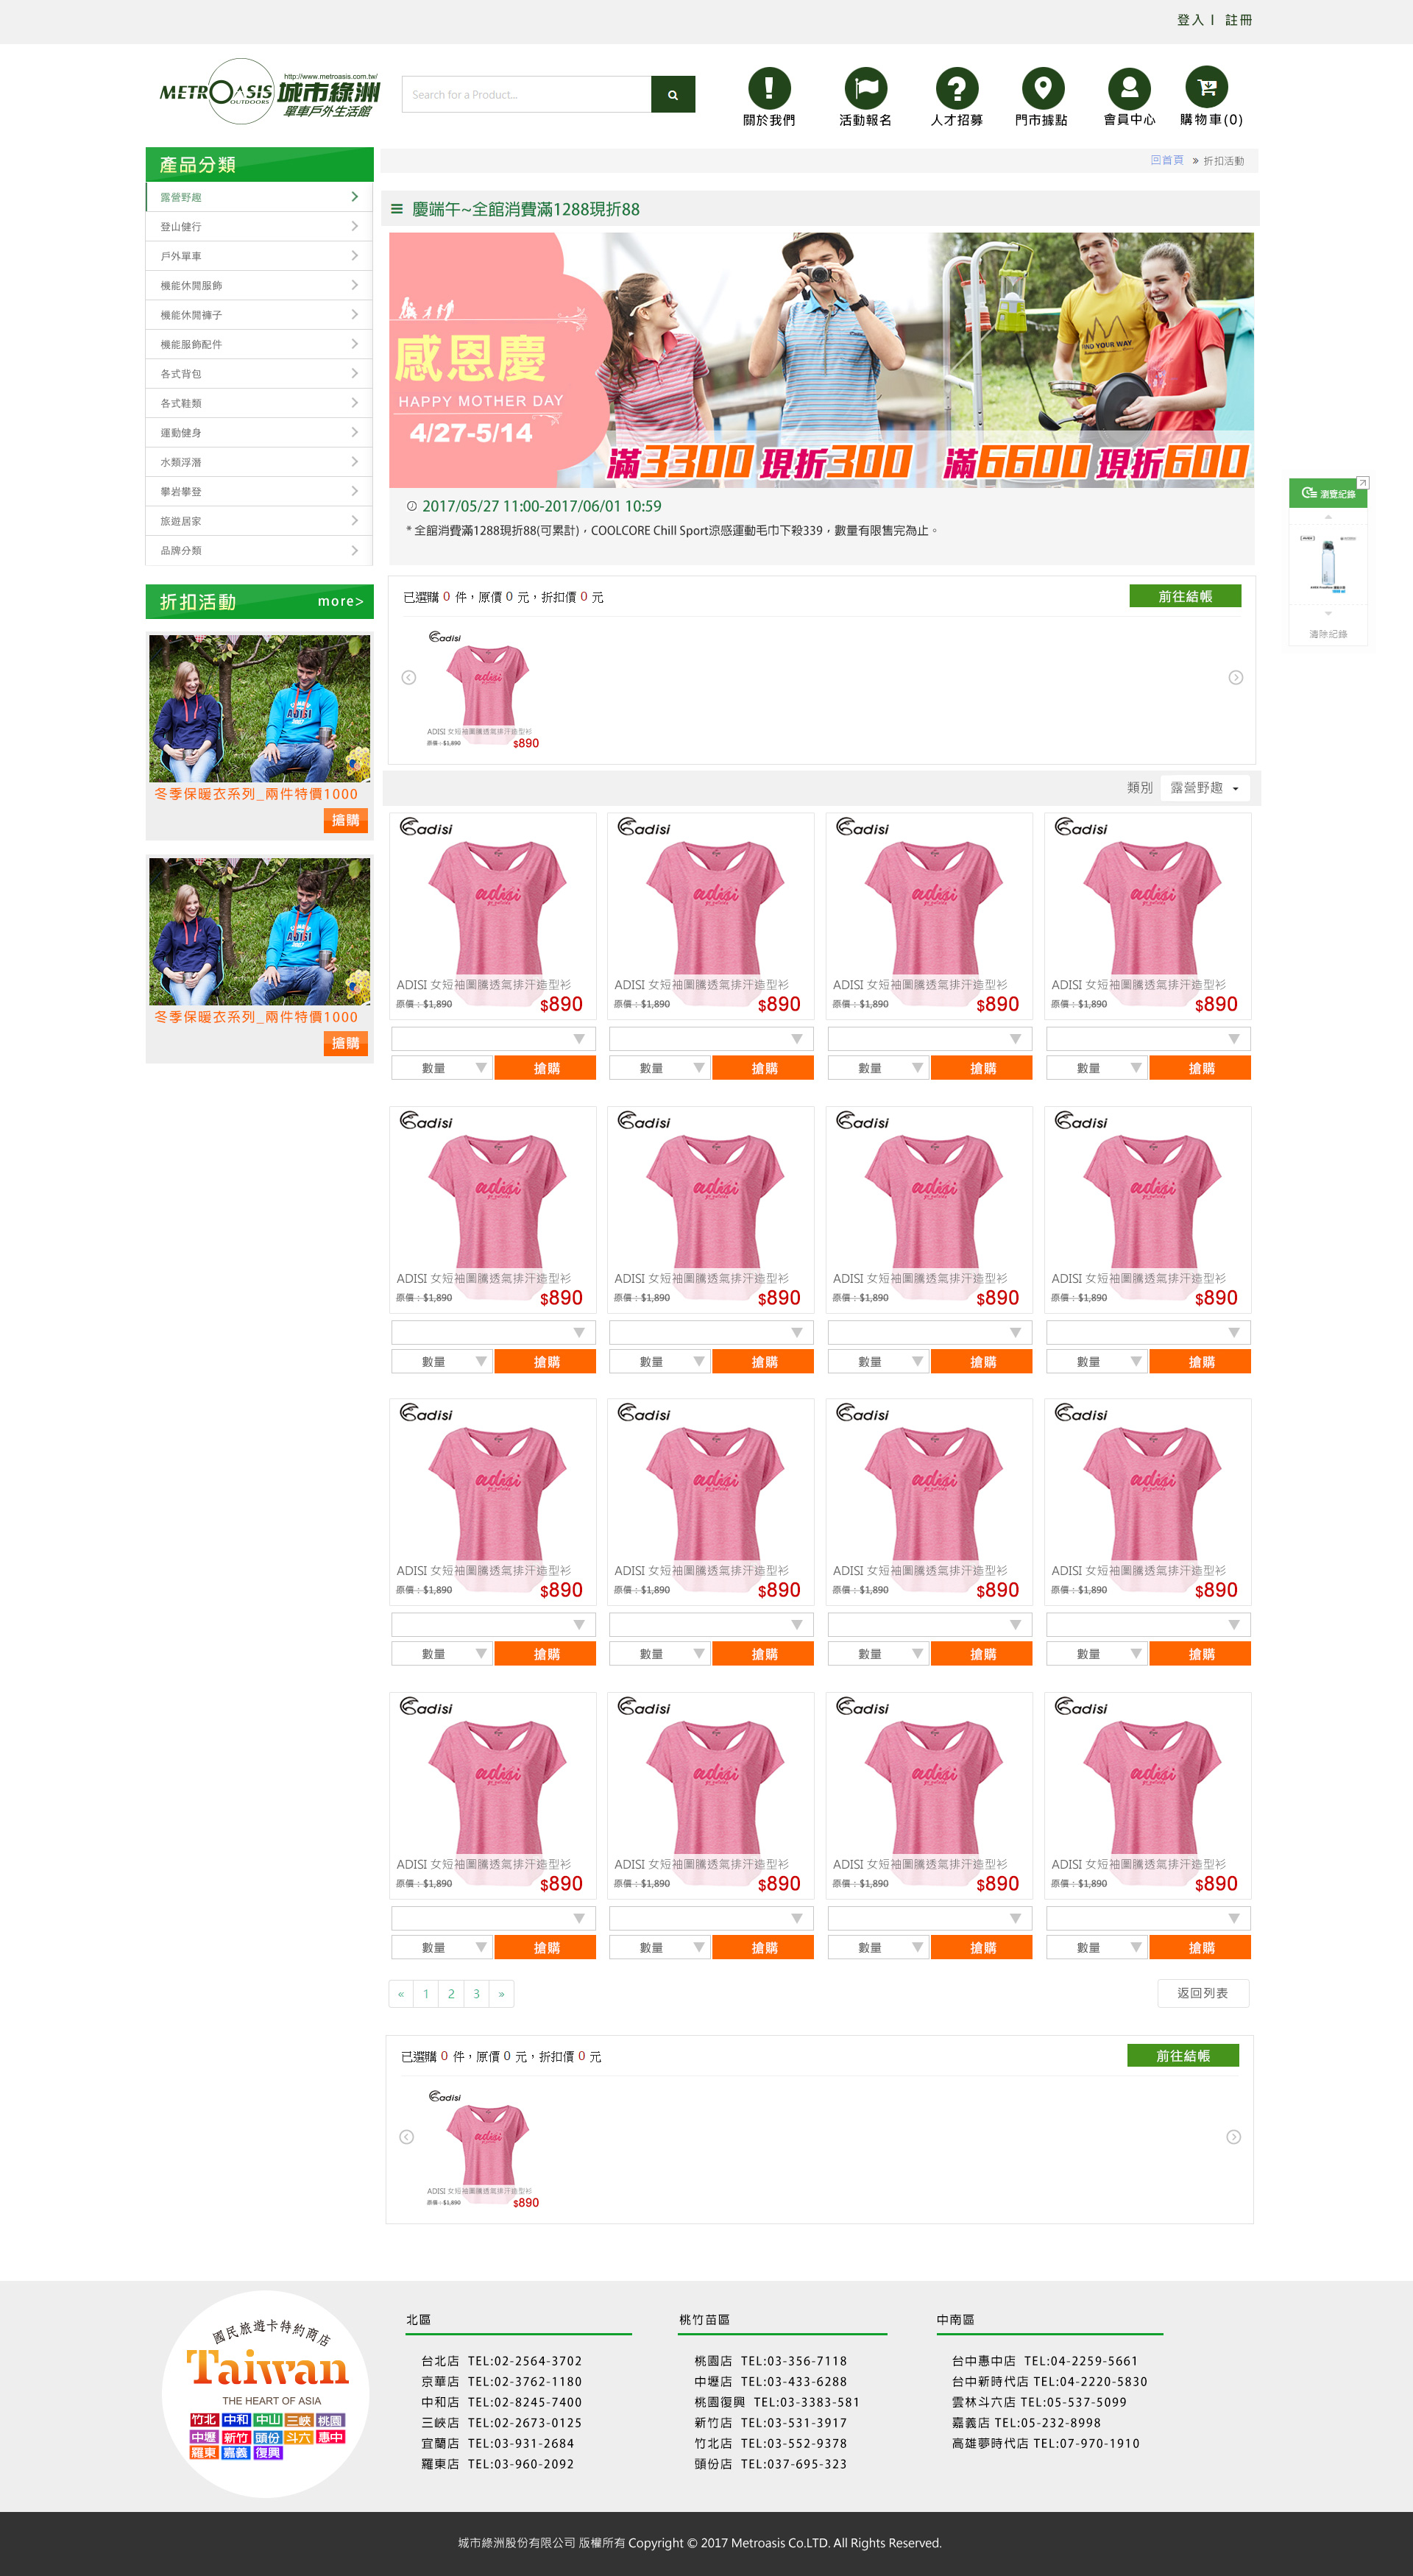 登入 | 註冊
http://www.metroasis.com.tw/
METROASIS 城市綠洲
OUTDOORS 單車戶外生活館
Search for a Product...
關於我們 活動報名 人才招募 門市據點 會員中心 購物車(0)
回首頁 » 折扣活動
產品分類
露營野趣
登山健行
戶外單車
機能休閒服飾
機能休閒褲子
機能服飾配件
各式背包
各式鞋類
運動健身
水類浮潛
攀岩攀登
旅遊居家
品牌分類
折扣活動 more>
冬季保暖衣系列_兩件特價1000
搶購
冬季保暖衣系列_兩件特價1000
搶購
慶端午~全館消費滿1288現折88
感恩慶
HAPPY MOTHER DAY
4/27-5/14
FIND YOUR WAY
滿3300現折300 滿6600現折600
2017/05/27 11:00-2017/06/01 10:59
* 全館消費滿1288現折88(可累計)，COOLCORE Chill Sport涼感運動毛巾下殺339，數量有限售完為止。
瀏覽紀錄
清除紀錄
已選購 0 件，原價 0 元，折扣價 0 元
前往結帳
adisi
adisi
ADISI 女短袖圖騰透氣排汗造型衫
原價：$1,890 $890
類別 露營野趣
adisi adisi adisi adisi
adisi adisi adisi adisi
ADISI 女短袖圖騰透氣排汗造型衫 ADISI 女短袖圖騰透氣排汗造型衫 ADISI 女短袖圖騰透氣排汗造型衫 ADISI 女短袖圖騰透氣排汗造型衫
原價：$1,890 $890 原價：$1,890 $890 原價：$1,890 $890 原價：$1,890 $890
數量 搶購 數量 搶購 數量 搶購 數量 搶購
adisi adisi adisi adisi
adisi adisi adisi adisi
ADISI 女短袖圖騰透氣排汗造型衫 ADISI 女短袖圖騰透氣排汗造型衫 ADISI 女短袖圖騰透氣排汗造型衫 ADISI 女短袖圖騰透氣排汗造型衫
原價：$1,890 $890 原價：$1,890 $890 原價：$1,890 $890 原價：$1,890 $890
數量 搶購 數量 搶購 數量 搶購 數量 搶購
adisi adisi adisi adisi
adisi adisi adisi adisi
ADISI 女短袖圖騰透氣排汗造型衫 ADISI 女短袖圖騰透氣排汗造型衫 ADISI 女短袖圖騰透氣排汗造型衫 ADISI 女短袖圖騰透氣排汗造型衫
原價：$1,890 $890 原價：$1,890 $890 原價：$1,890 $890 原價：$1,890 $890
數量 搶購 數量 搶購 數量 搶購 數量 搶購
adisi adisi adisi adisi
adisi adisi adisi adisi
ADISI 女短袖圖騰透氣排汗造型衫 ADISI 女短袖圖騰透氣排汗造型衫 ADISI 女短袖圖騰透氣排汗造型衫 ADISI 女短袖圖騰透氣排汗造型衫
原價：$1,890 $890 原價：$1,890 $890 原價：$1,890 $890 原價：$1,890 $890
數量 搶購 數量 搶購 數量 搶購 數量 搶購
« 1 2 3 »
返回列表
已選購 0 件，原價 0 元，折扣價 0 元
前往結帳
adisi
adisi
ADISI 女短袖圖騰透氣排汗造型衫
原價：$1,890 $890
國民旅遊卡特約商店
Taiwan
THE HEART OF ASIA
竹北 中和 中山 三峽 桃園
中壢 新竹 頭份 斗六 惠中
羅東 嘉義 復興
北區
台北店 TEL:02-2564-3702
京華店 TEL:02-3762-1180
中和店 TEL:02-8245-7400
三峽店 TEL:02-2673-0125
宜蘭店 TEL:03-931-2684
羅東店 TEL:03-960-2092
桃竹苗區
桃園店 TEL:03-356-7118
中壢店 TEL:03-433-6288
桃園復興 TEL:03-3383-581
新竹店 TEL:03-531-3917
竹北店 TEL:03-552-9378
頭份店 TEL:037-695-323
中南區
台中惠中店 TEL:04-2259-5661
台中新時代店 TEL:04-2220-5830
雲林斗六店 TEL:05-537-5099
嘉義店 TEL:05-232-8998
高雄夢時代店 TEL:07-970-1910
城市綠洲股份有限公司 版權所有 Copyright © 2017 Metroasis Co.LTD. All Rights Reserved.